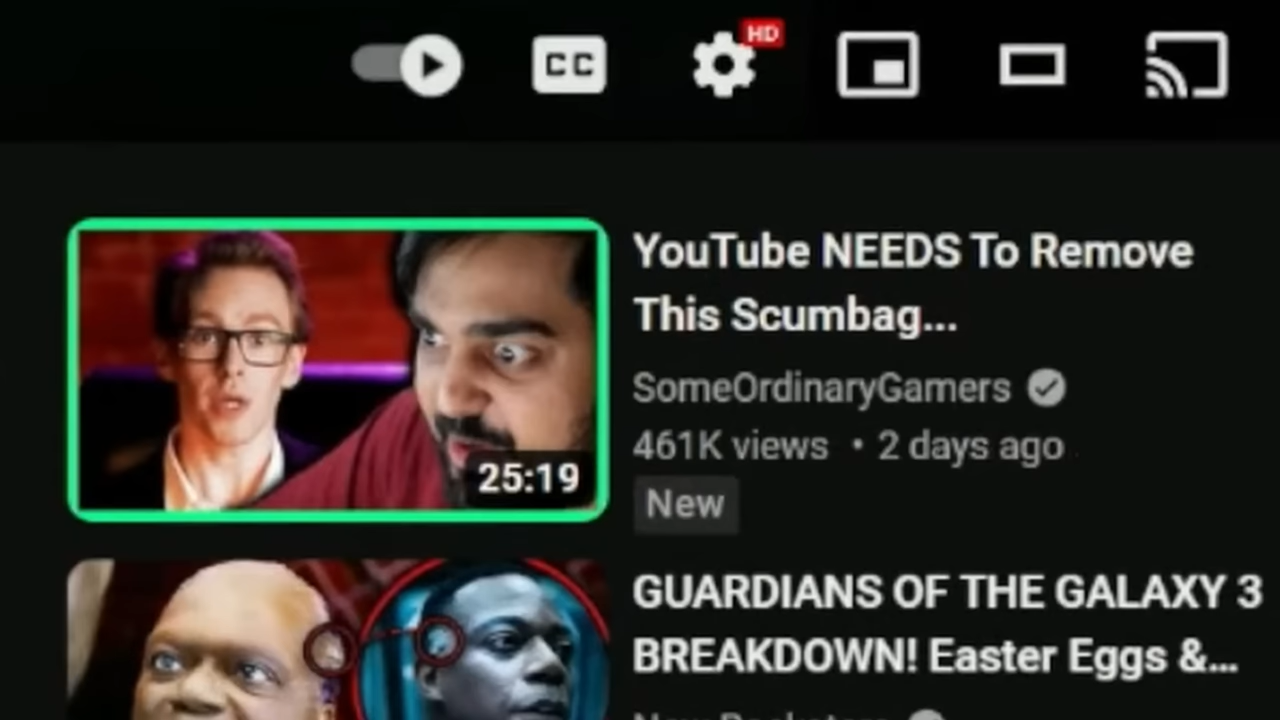 HD
CC
YouTube NEEDS To Remove
This Scumbag...
SomeOrdinaryGamers
461K views • 2 days ago
25:19
New
GUARDIANS OF THE GALAXY 3
BREAKDOWN! Easter Eggs &...